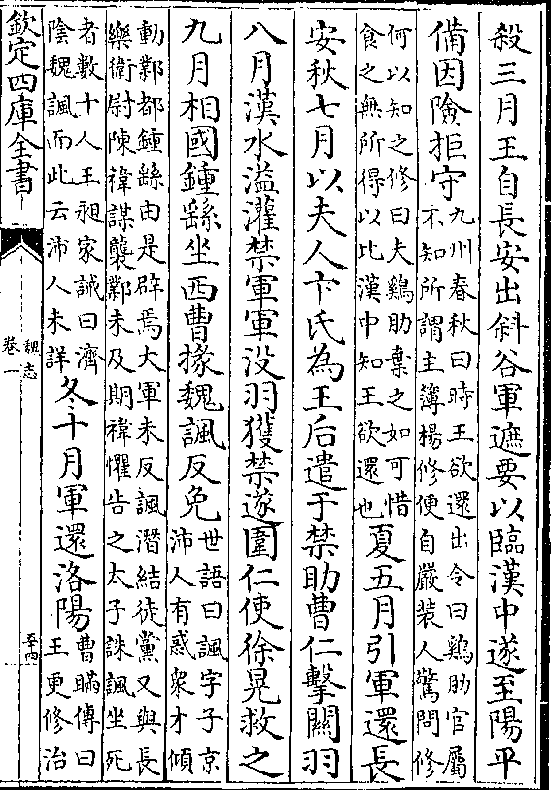 殺三月王自長安出斜谷軍遮要以臨漢中遂至陽平
備因險拒守九州春秋曰時王欲還出令曰鷄肋官屬
不知所謂主簿楊修便自嚴装人驚問修
何以知之修曰夫鷄肋棄之如可惜
食之無所得以比漢中知王欲還也夏五月引軍還長
安秋七月以夫人卞氏為王后遣于禁助曹仁擊關羽
八月漢水溢灌禁軍軍没羽獲禁遂圍仁使徐晃救之
九月相國鍾繇坐西曹掾魏諷反免世語曰諷字子京
沛人有惑衆才傾
動鄴都鍾繇由是辟焉大軍未反諷潛結徒黨又與長
樂衛尉陳禕謀襲鄴未及期禕懼告之太子誅諷坐死
者數十人王昶家誡曰濟
陰魏諷而此云沛人未詳冬十月軍還洛陽曹瞞傳曰
王更修治
欽定四庫全書
魏志
卷一
五十四